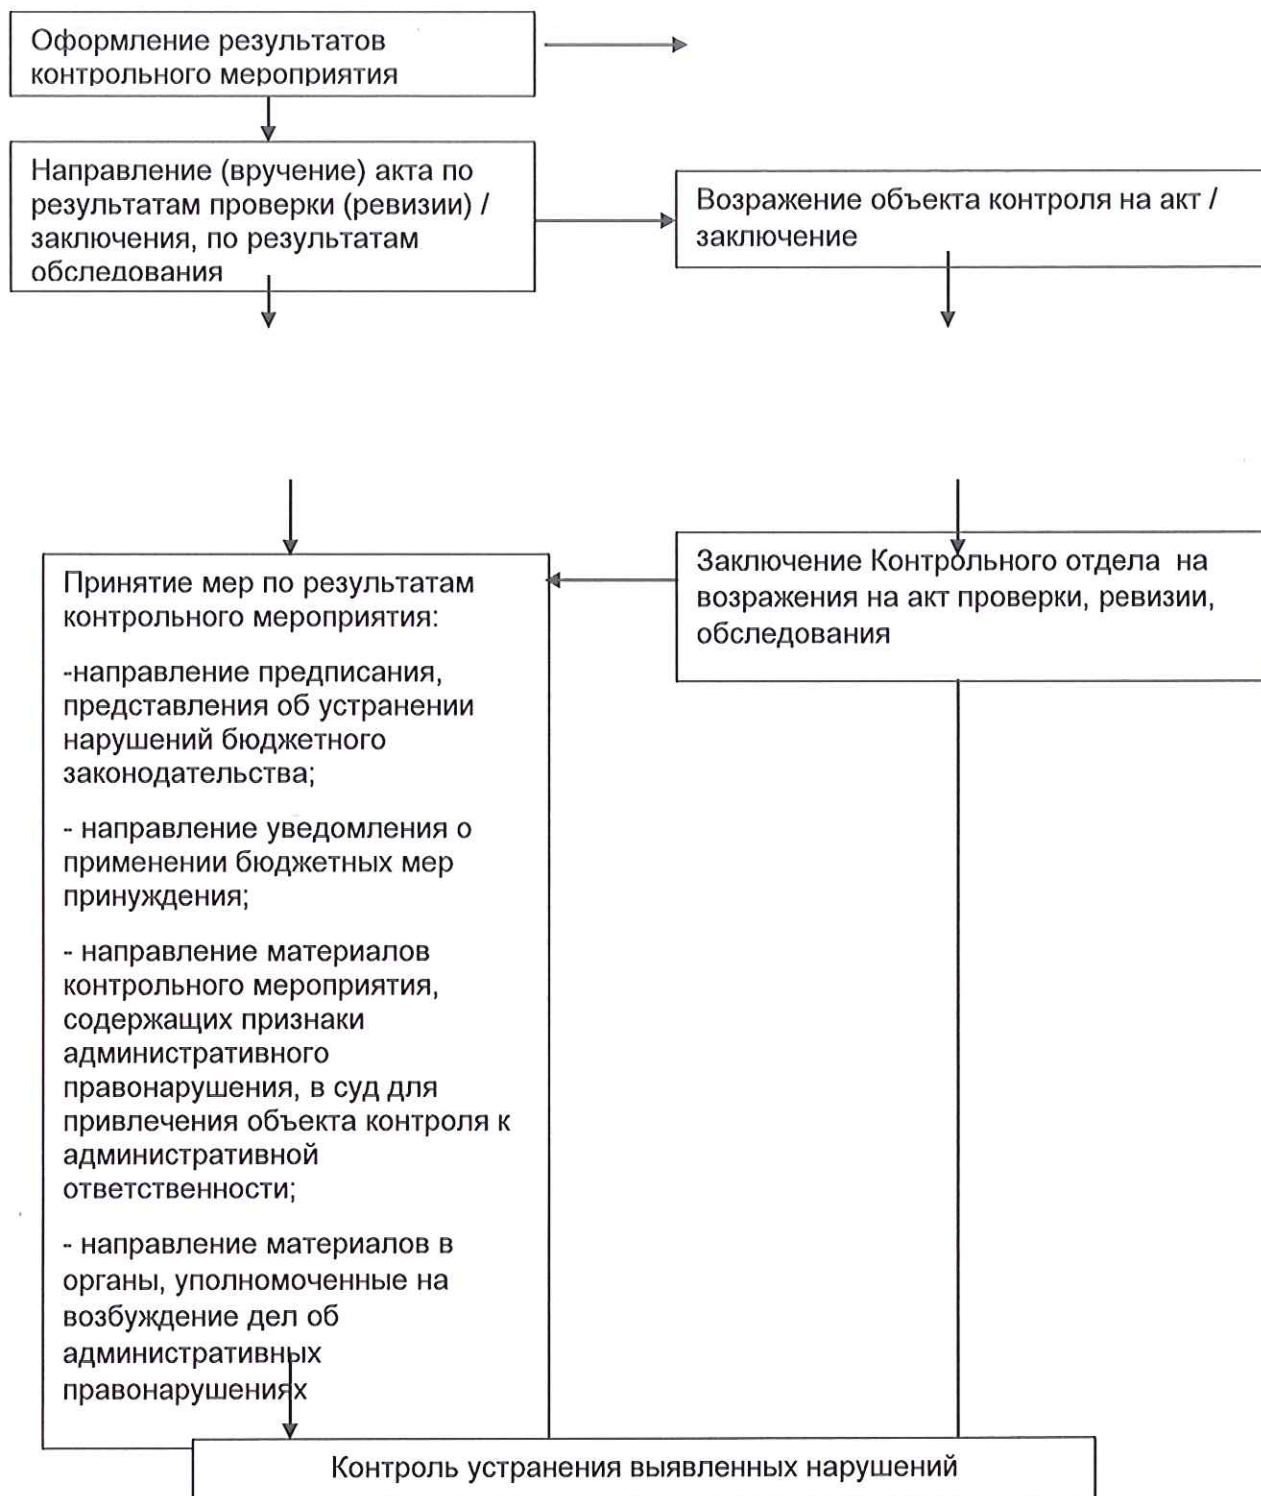 Оформление результатов
контрольного мероприятия
Направление (вручение) акта по
результатам проверки (ревизии) /
заключения, по результатам
обследования
Возражение объекта контроля на акт /
заключение
Заключение Контрольного отдела на
возражения на акт проверки, ревизии,
обследования
Принятие мер по результатам
контрольного мероприятия:
-направление предписания,
представления об устранении
нарушений бюджетного
законодательства;
- направление уведомления о
применении бюджетных мер
принуждения;
- направление материалов
контрольного мероприятия,
содержащих признаки
административного
правонарушения, в суд для
привлечения объекта контроля к
административной
ответственности;
- направление материалов в
органы, уполномоченные на
возбуждение дел об
административных
правонарушениях
Контроль устранения выявленных нарушений